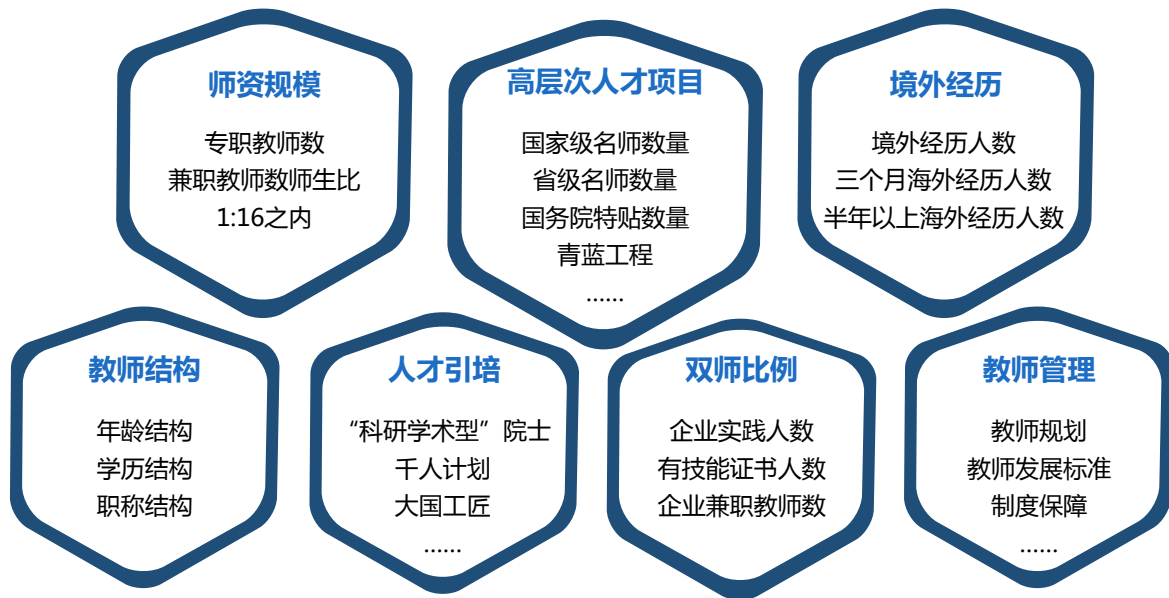 师资规模
专职教师数
兼职教师数师生比
1:16之内
高层次人才项目
国家级名师数量
省级名师数量
国务院特贴数量
青蓝工程
......
境外经历
境外经历人数
三个月海外经历人数
半年以上海外经历人数
教师结构
年龄结构
学历结构
职称结构
人才引培
“科研学术型”院士
千人计划
大国工匠
......
双师比例
企业实践人数
有技能证书人数
企业兼职教师数
教师管理
教师规划
教师发展标准
制度保障
......